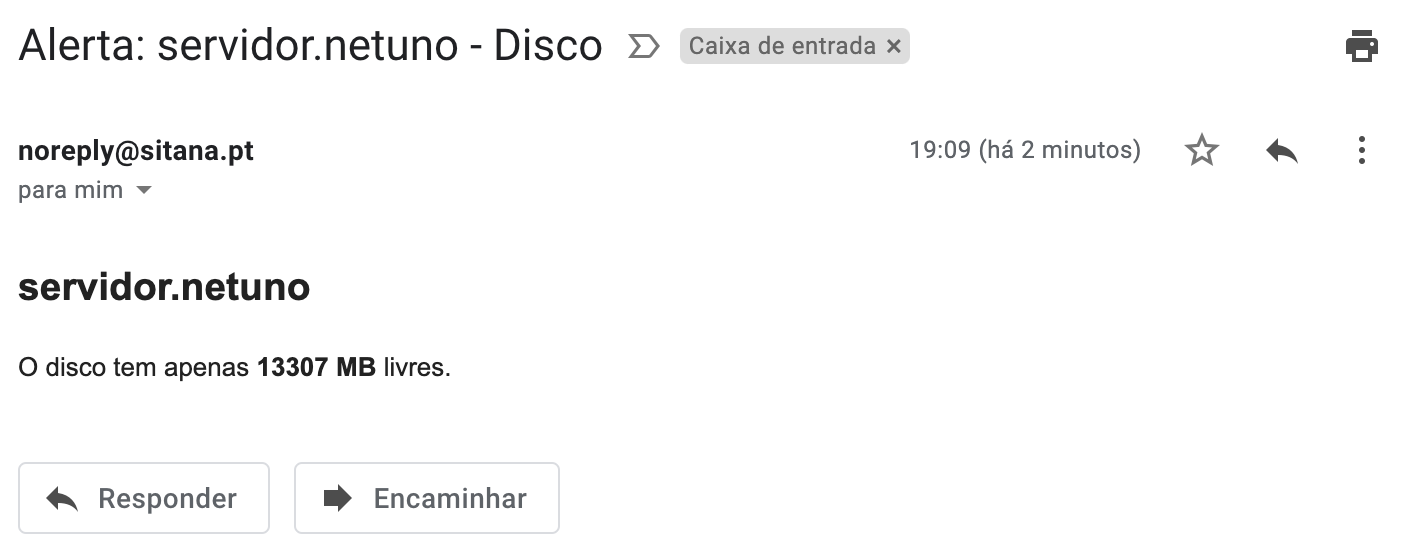 Alerta: servidor.netuno - Disco
Caixa de entrada ×
noreply@sitana.pt
19:09 (há 2 minutos)
para mim
servidor.netuno
O disco tem apenas 13307 MB livres.
Responder
Encaminhar